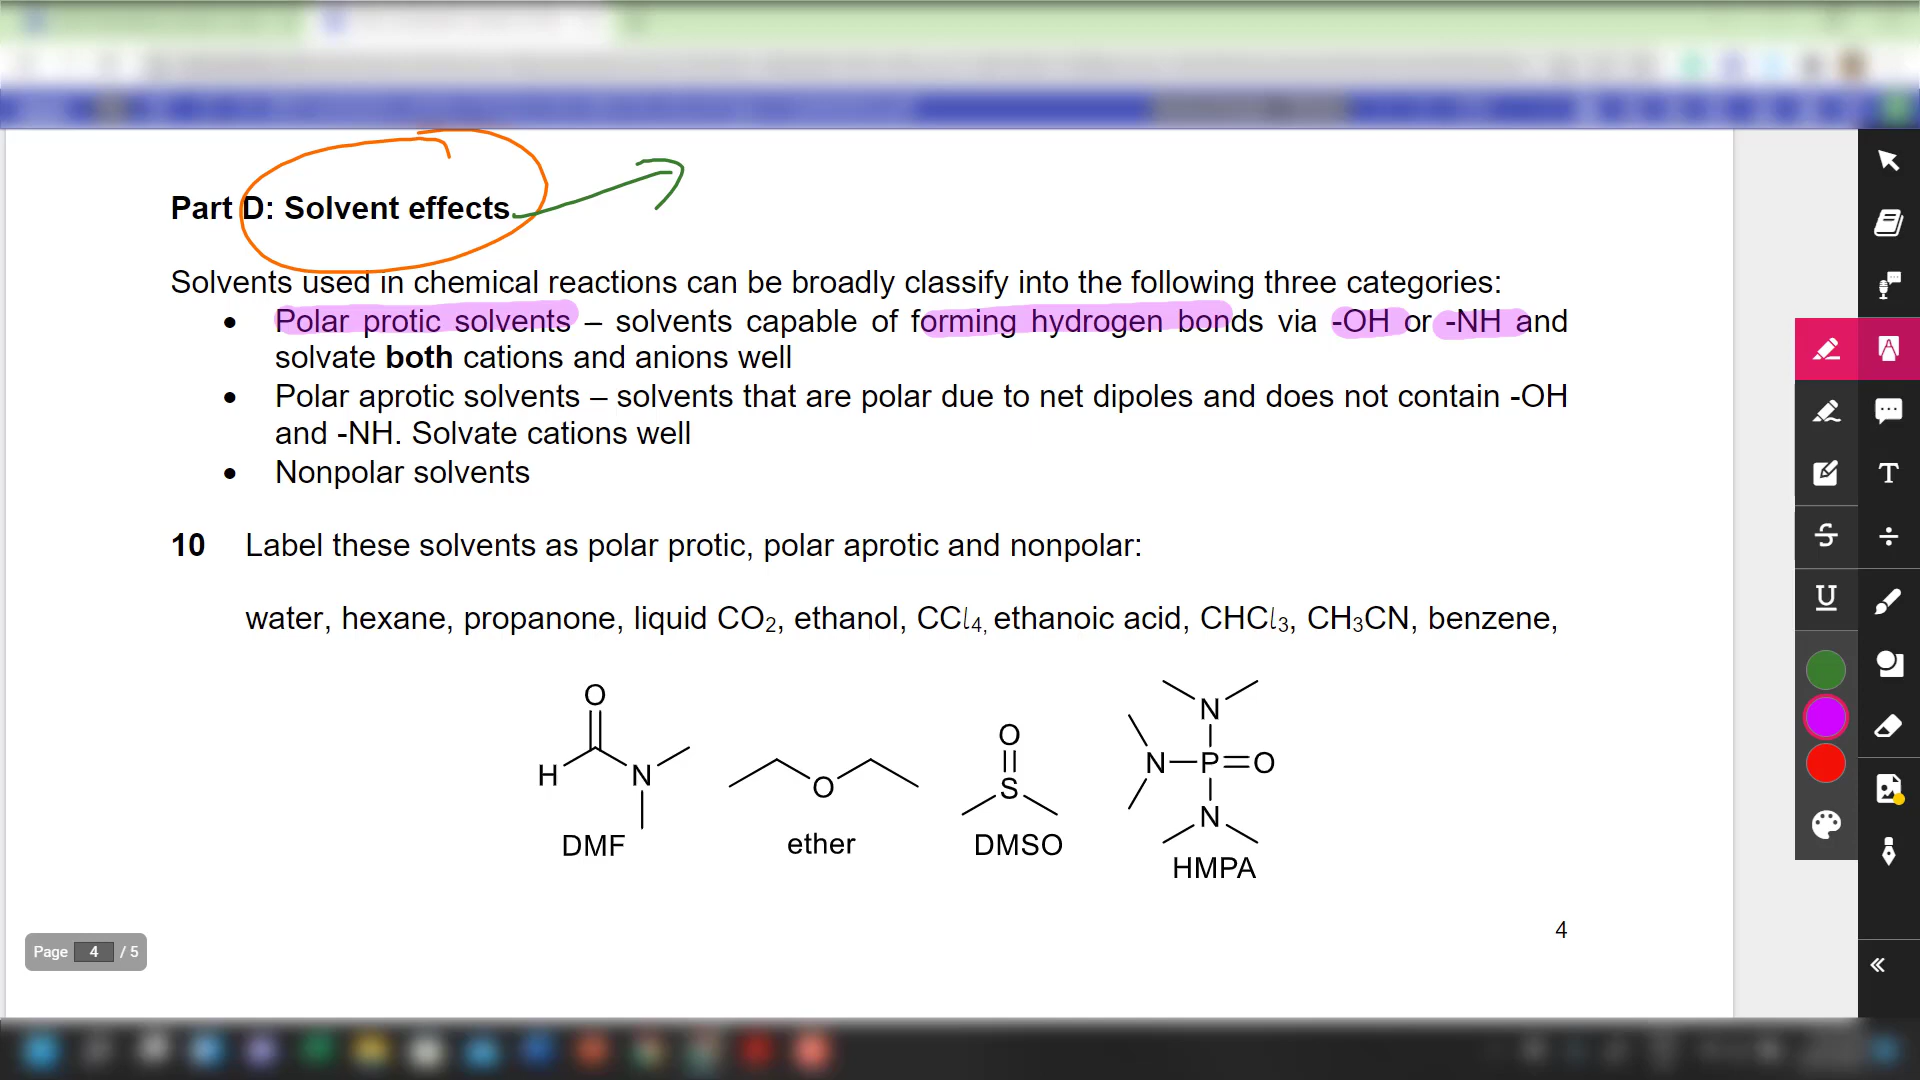 Part D: Solvent effects
Solvents used in chemical reactions can be broadly classify into the following three categories:
• Polar protic solvents – solvents capable of forming hydrogen bonds via -OH or -NH and
solvate both cations and anions well
• Polar aprotic solvents – solvents that are polar due to net dipoles and does not contain -OH
and -NH. Solvate cations well
• Nonpolar solvents
10 Label these solvents as polar protic, polar aprotic and nonpolar:
water, hexane, propanone, liquid CO2, ethanol, CCl4, ethanoic acid, CHCl3, CH3CN, benzene,
O
H N
DMF
O
ether
O
S
DMSO
N
N P O
N
HMPA
4
Page 4 / 5